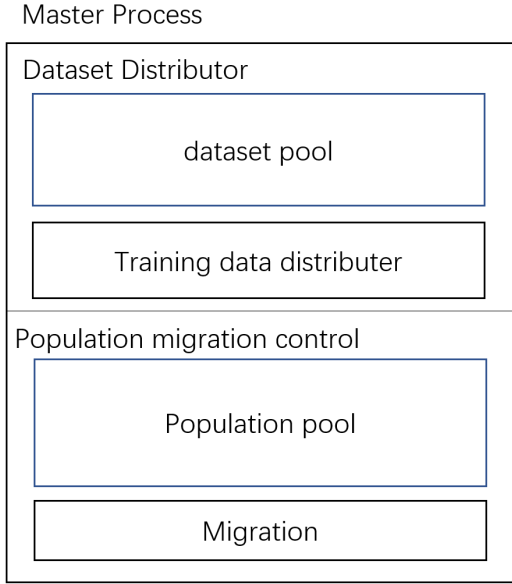 Master Process
Dataset Distributor
dataset pool
Training data distributer
Population migration control
Population pool
Migration